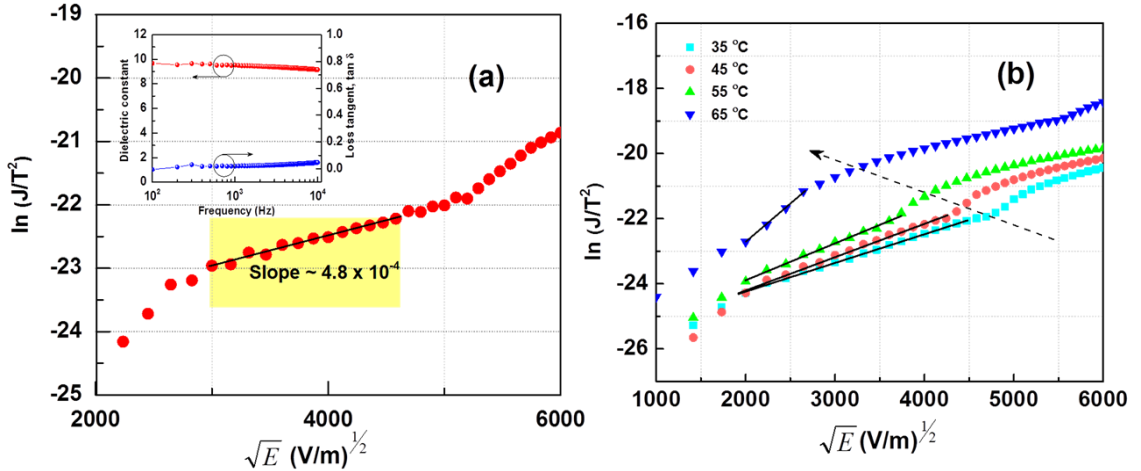 (a)
ln (J/T²)
-19
-20
-21
-22
-23
-24
-25
2000
4000
6000
√E (V/m)^½
Slope ~ 4.8 x 10⁻⁴
Dielectric constant
12
10
8
6
4
2
0
1.0
0.8
0.6
0.4
0.2
0.0
Loss tangent, tan δ
10²
10³
10⁴
Frequency (Hz)
(b)
ln (J/T²)
-16
-18
-20
-22
-24
-26
35 °C
45 °C
55 °C
65 °C
1000
2000
3000
4000
5000
6000
√E (V/m)^½